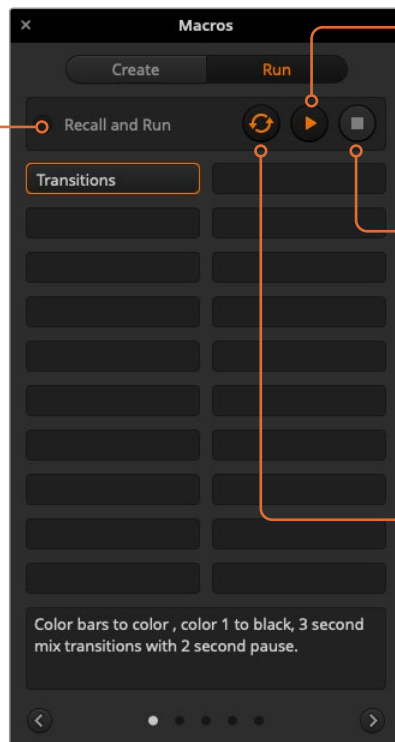 Macros
Create
Run
Recall and Run
Transitions
Color bars to color , color 1 to black, 3 second
mix transitions with 2 second pause.